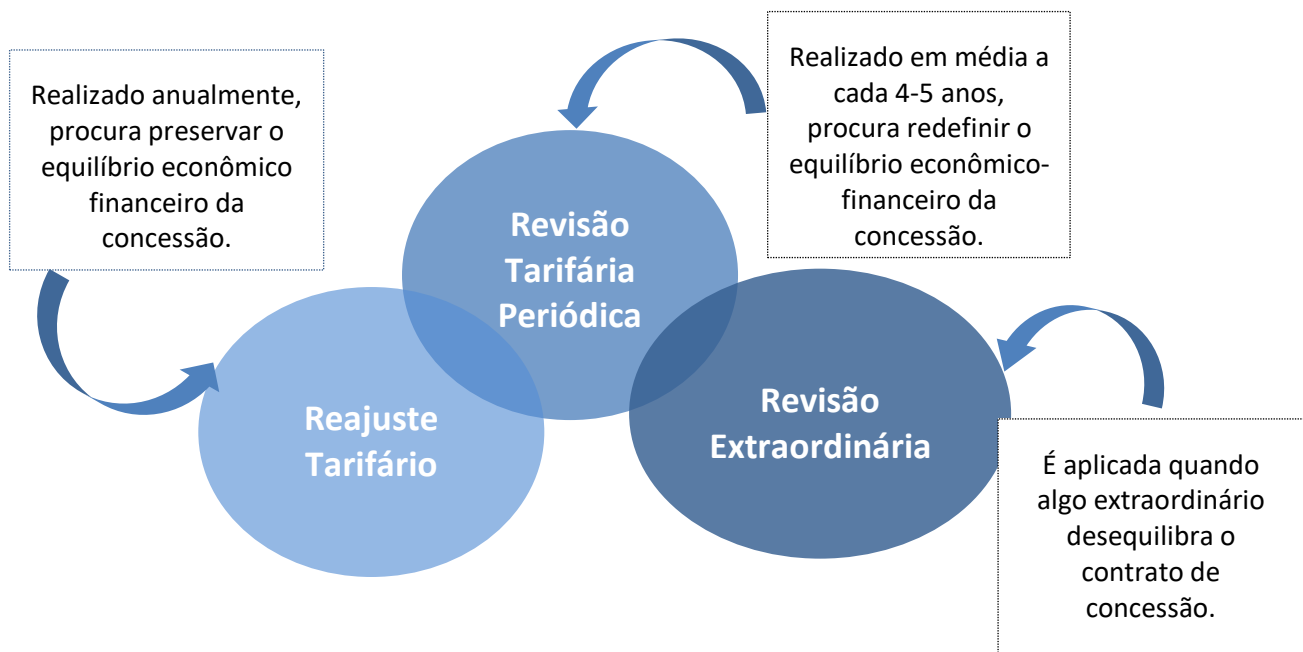 Realizado anualmente,
procura preservar o
equilíbrio econômico
financeiro da
concessão.
Realizado em média a
cada 4-5 anos,
procura redefinir o
equilíbrio econômico-
financeiro da
concessão.
Revisão
Tarifária
Periódica
Reajuste
Tarifário
Revisão
Extraordinária
É aplicada quando
algo extraordinário
desequilibra o
contrato de
concessão.